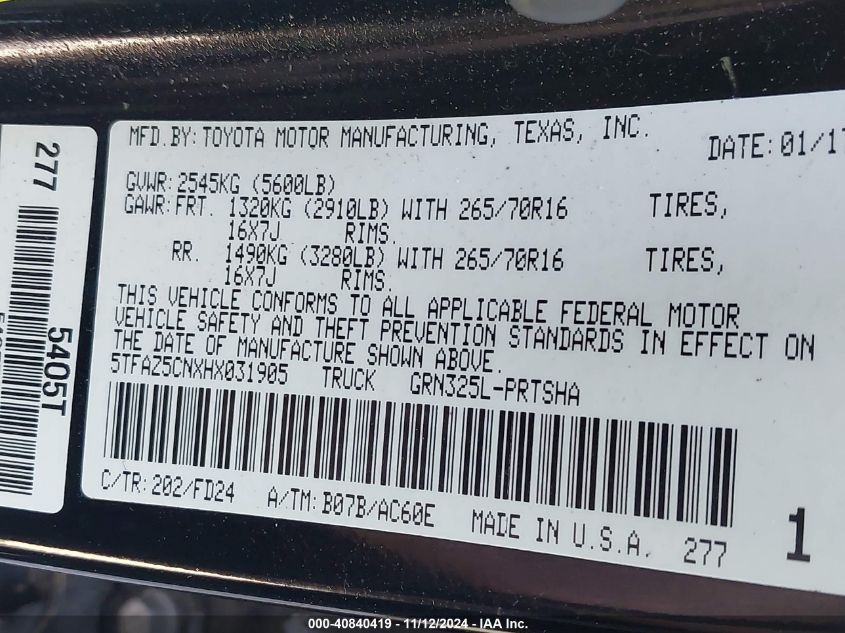 MFD.BY: TOYOTA MOTOR MANUFACTURING, TEXAS, INC.
DATE: 01/17
GVWR: 2545KG (5600LB)
GAWR: FRT. 1320KG (2910LB) WITH 265/70R16 TIRES,
16X7J RIMS.
RR. 1490KG (3280LB) WITH 265/70R16 TIRES,
16X7J RIMS.
THIS VEHICLE CONFORMS TO ALL APPLICABLE FEDERAL MOTOR
VEHICLE SAFETY AND THEFT PREVENTION STANDARDS IN EFFECT ON
THE DATE OF MANUFACTURE SHOWN ABOVE.
5TFAZ5CNXHX031905 TRUCK GRN325L-PRTSHA
C/TR: 202/FD24 A/TM: B07B/AC60E MADE IN U.S.A. 277
1
277
5405T
000-40840419 - 11/12/2024 - IAA Inc.